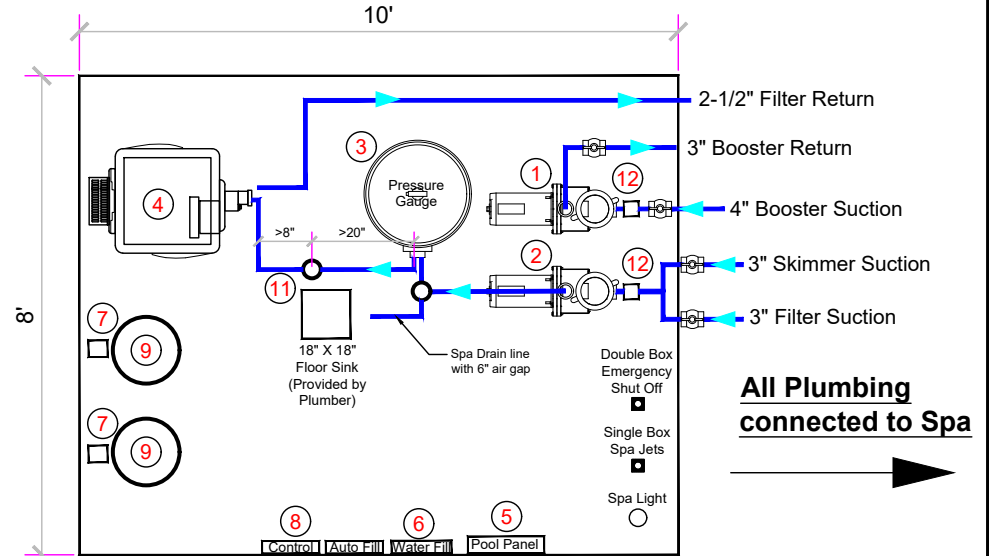 10'
2-1/2" Filter Return
3
3" Booster Return
Pressure
Gauge
1
12
4
4" Booster Suction
>8"
>20"
2
12
3" Skimmer Suction
11
3" Filter Suction
8'
7
9
18" X 18"
Floor Sink
(Provided by
Plumber)
Spa Drain line
with 6" air gap
Double Box
Emergency
Shut Off
All Plumbing
connected to Spa
7
9
Single Box
Spa Jets
Spa Light
8
6
5
Control
Auto Fill
Water Fill
Pool Panel